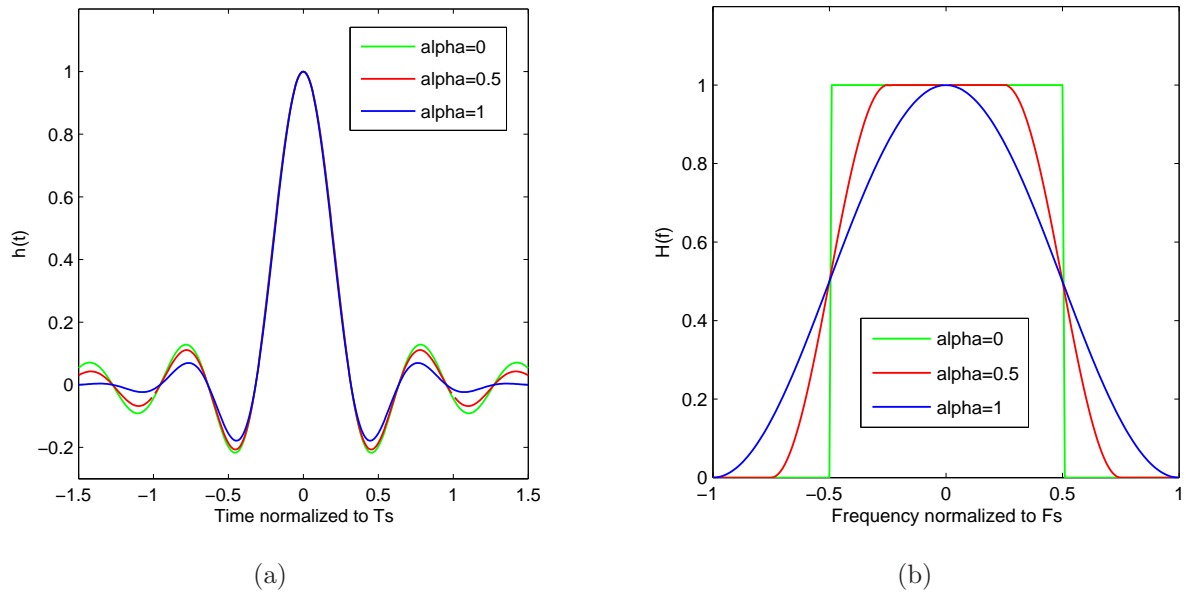 alpha=0
alpha=0.5
alpha=1
1
0.8
0.6
0.4
0.2
0
−0.2
h(t)
−1.5 −1 −0.5 0 0.5 1 1.5
Time normalized to Ts
(a)
1
0.8
0.6
0.4
0.2
0
H(f)
alpha=0
alpha=0.5
alpha=1
−1 −0.5 0 0.5 1
Frequency normalized to Fs
(b)